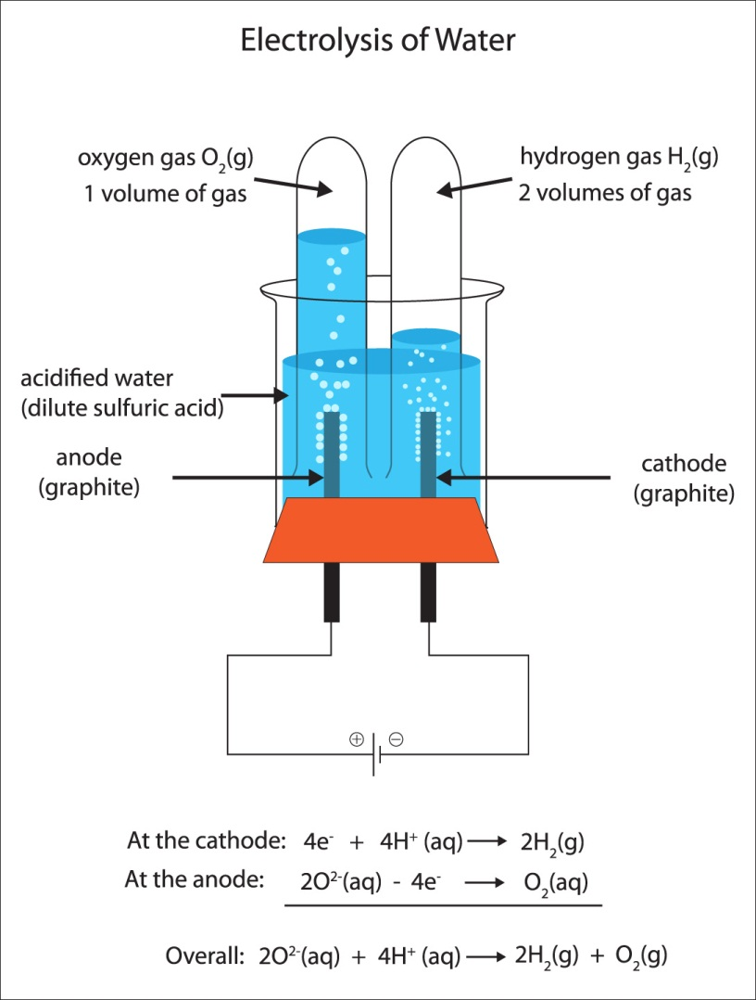 Electrolysis of Water
oxygen gas O₂(g)
1 volume of gas
hydrogen gas H₂(g)
2 volumes of gas
acidified water
(dilute sulfuric acid)
anode
(graphite)
cathode
(graphite)
⊕ ⊖
At the cathode: 4e⁻ + 4H⁺ (aq) → 2H₂(g)
At the anode: 2O²⁻(aq) - 4e⁻ → O₂(aq)
Overall: 2O²⁻(aq) + 4H⁺ (aq) → 2H₂(g) + O₂(g)